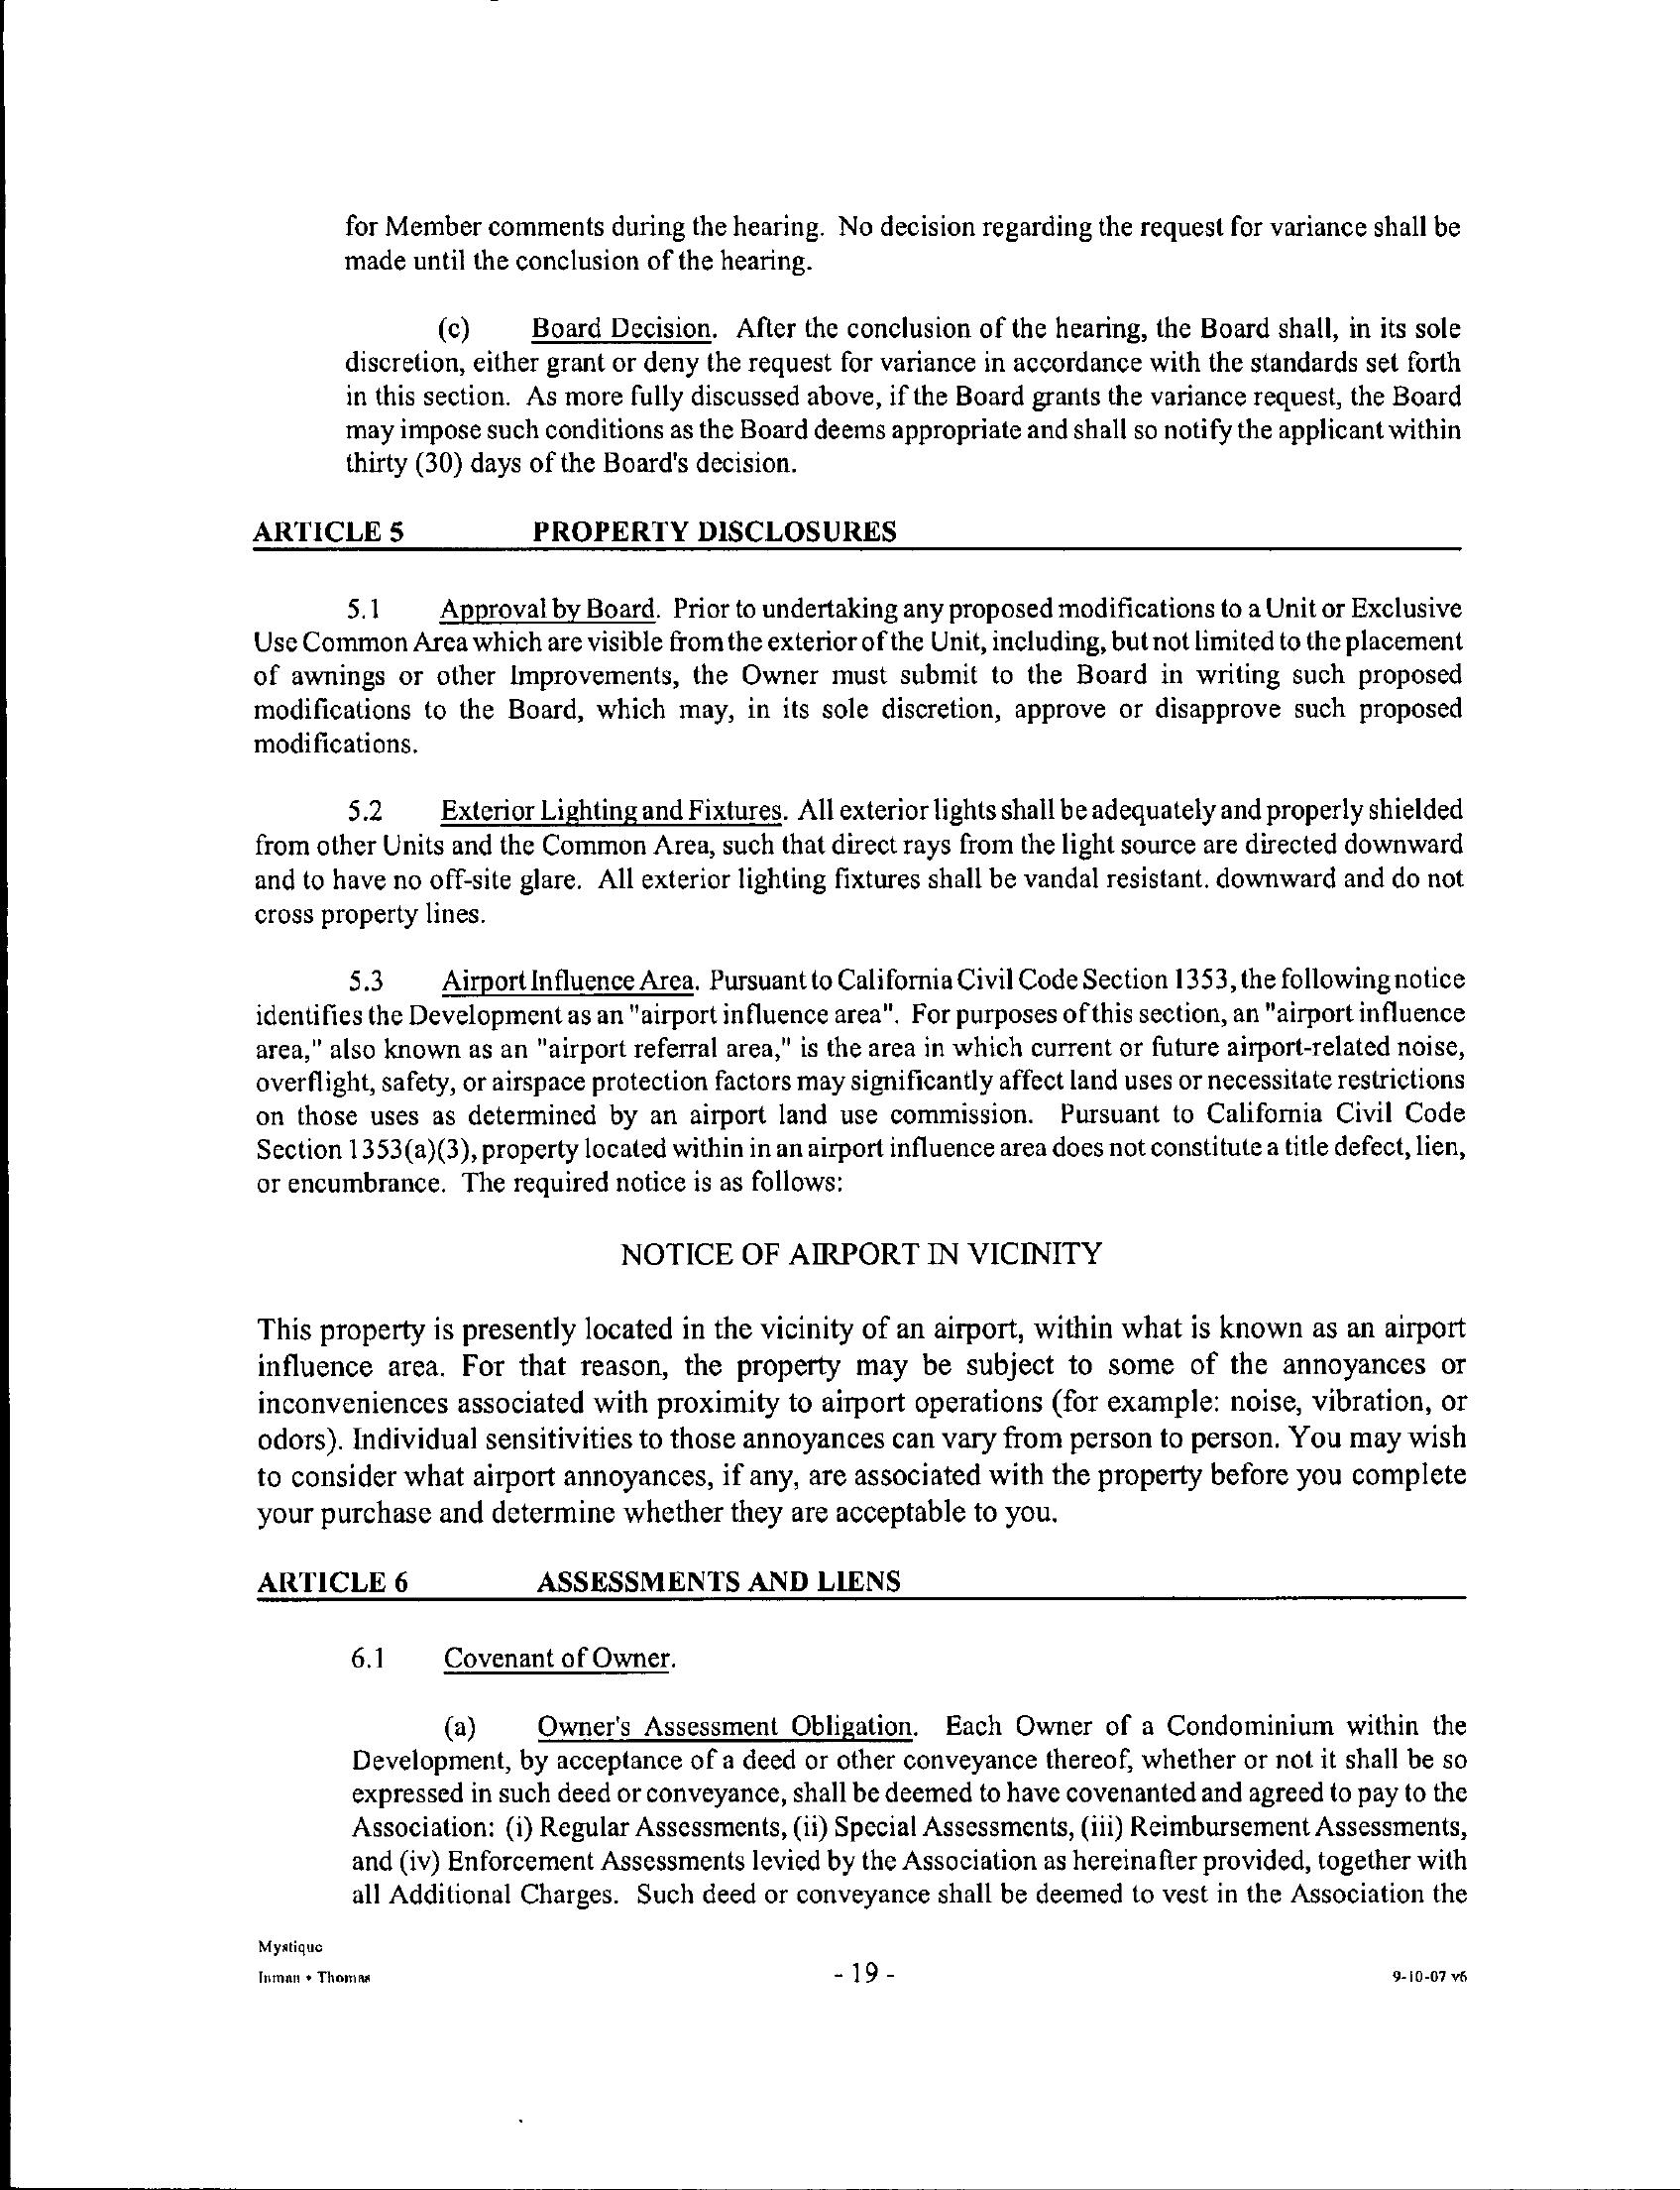 for Member comments during the hearing. No decision regarding the request for variance shall be
made until the conclusion of the hearing.
(c) Board Decision. After the conclusion of the hearing, the Board shall, in its sole
discretion, either grant or deny the request for variance in accordance with the standards set forth
in this section. As more fully discussed above, if the Board grants the variance request, the Board
may impose such conditions as the Board deems appropriate and shall so notify the applicant within
thirty (30) days of the Board's decision.
ARTICLE 5 PROPERTY DISCLOSURES
5.1 Approval by Board. Prior to undertaking any proposed modifications to a Unit or Exclusive
Use Common Area which are visible from the exterior of the Unit, including, but not limited to the placement
of awnings or other Improvements, the Owner must submit to the Board in writing such proposed
modifications to the Board, which may, in its sole discretion, approve or disapprove such proposed
modifications.
5.2 Exterior Lighting and Fixtures. All exterior lights shall be adequately and properly shielded
from other Units and the Common Area, such that direct rays from the light source are directed downward
and to have no off-site glare. All exterior lighting fixtures shall be vandal resistant. downward and do not
cross property lines.
5.3 Airport Influence Area. Pursuant to California Civil Code Section 1353, the following notice
identifies the Development as an "airport influence area". For purposes of this section, an "airport influence
area," also known as an "airport referral area," is the area in which current or future airport-related noise,
overflight, safety, or airspace protection factors may significantly affect land uses or necessitate restrictions
on those uses as determined by an airport land use commission. Pursuant to California Civil Code
Section 1353(a)(3), property located within in an airport influence area does not constitute a title defect, lien,
or encumbrance. The required notice is as follows:
NOTICE OF AIRPORT IN VICINITY
This property is presently located in the vicinity of an airport, within what is known as an airport
influence area. For that reason, the property may be subject to some of the annoyances or
inconveniences associated with proximity to airport operations (for example: noise, vibration, or
odors). Individual sensitivities to those annoyances can vary from person to person. You may wish
to consider what airport annoyances, if any, are associated with the property before you complete
your purchase and determine whether they are acceptable to you.
ARTICLE 6 ASSESSMENTS AND LIENS
6.1 Covenant of Owner.
(a) Owner's Assessment Obligation. Each Owner of a Condominium within the
Development, by acceptance of a deed or other conveyance thereof, whether or not it shall be so
expressed in such deed or conveyance, shall be deemed to have covenanted and agreed to pay to the
Association: (i) Regular Assessments, (ii) Special Assessments, (iii) Reimbursement Assessments,
and (iv) Enforcement Assessments levied by the Association as hereinafter provided, together with
all Additional Charges. Such deed or conveyance shall be deemed to vest in the Association the
Mystique
Inman • Thomas - 19 - 9-10-07 v6